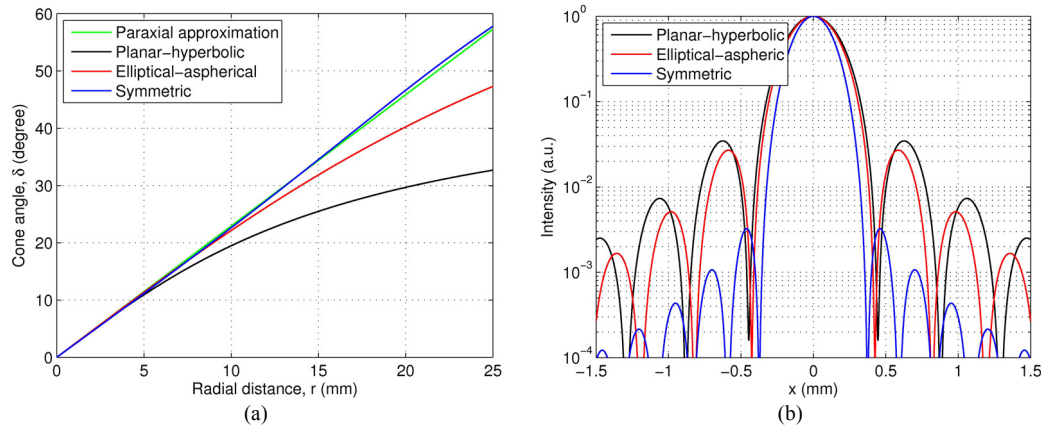 60
50
40
30
20
10
0
Cone angle, δ (degree)
Paraxial approximation
Planar−hyperbolic
Elliptical−aspherical
Symmetric
0 5 10 15 20 25
Radial distance, r (mm)
(a)
10^0
10^−1
10^−2
10^−3
10^−4
Intensity (a.u.)
Planar−hyperbolic
Elliptical−aspheric
Symmetric
−1.5 −1 −0.5 0 0.5 1 1.5
x (mm)
(b)